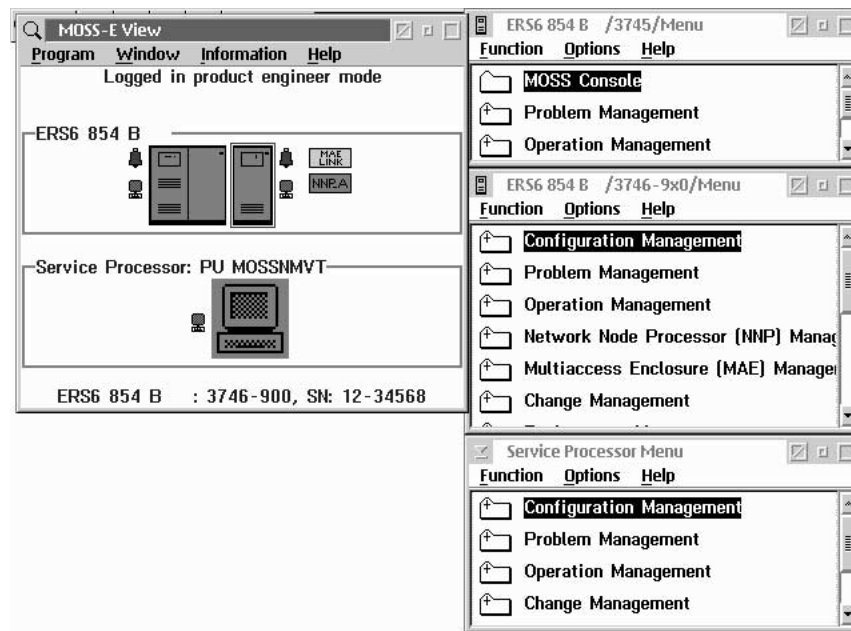 MOSS-E View
Program Window Information Help
Logged in product engineer mode
ERS6 854 B
MAE
LINK
NNP.A
Service Processor: PU MOSSNMVT
ERS6 854 B : 3746-900, SN: 12-34568
ERS6 854 B /3745/Menu
Function Options Help
MOSS Console
Problem Management
Operation Management
ERS6 854 B /3746-9x0/Menu
Function Options Help
Configuration Management
Problem Management
Operation Management
Network Node Processor (NNP) Manag
Multiaccess Enclosure (MAE) Manager
Change Management
Service Processor Menu
Function Options Help
Configuration Management
Problem Management
Operation Management
Change Management